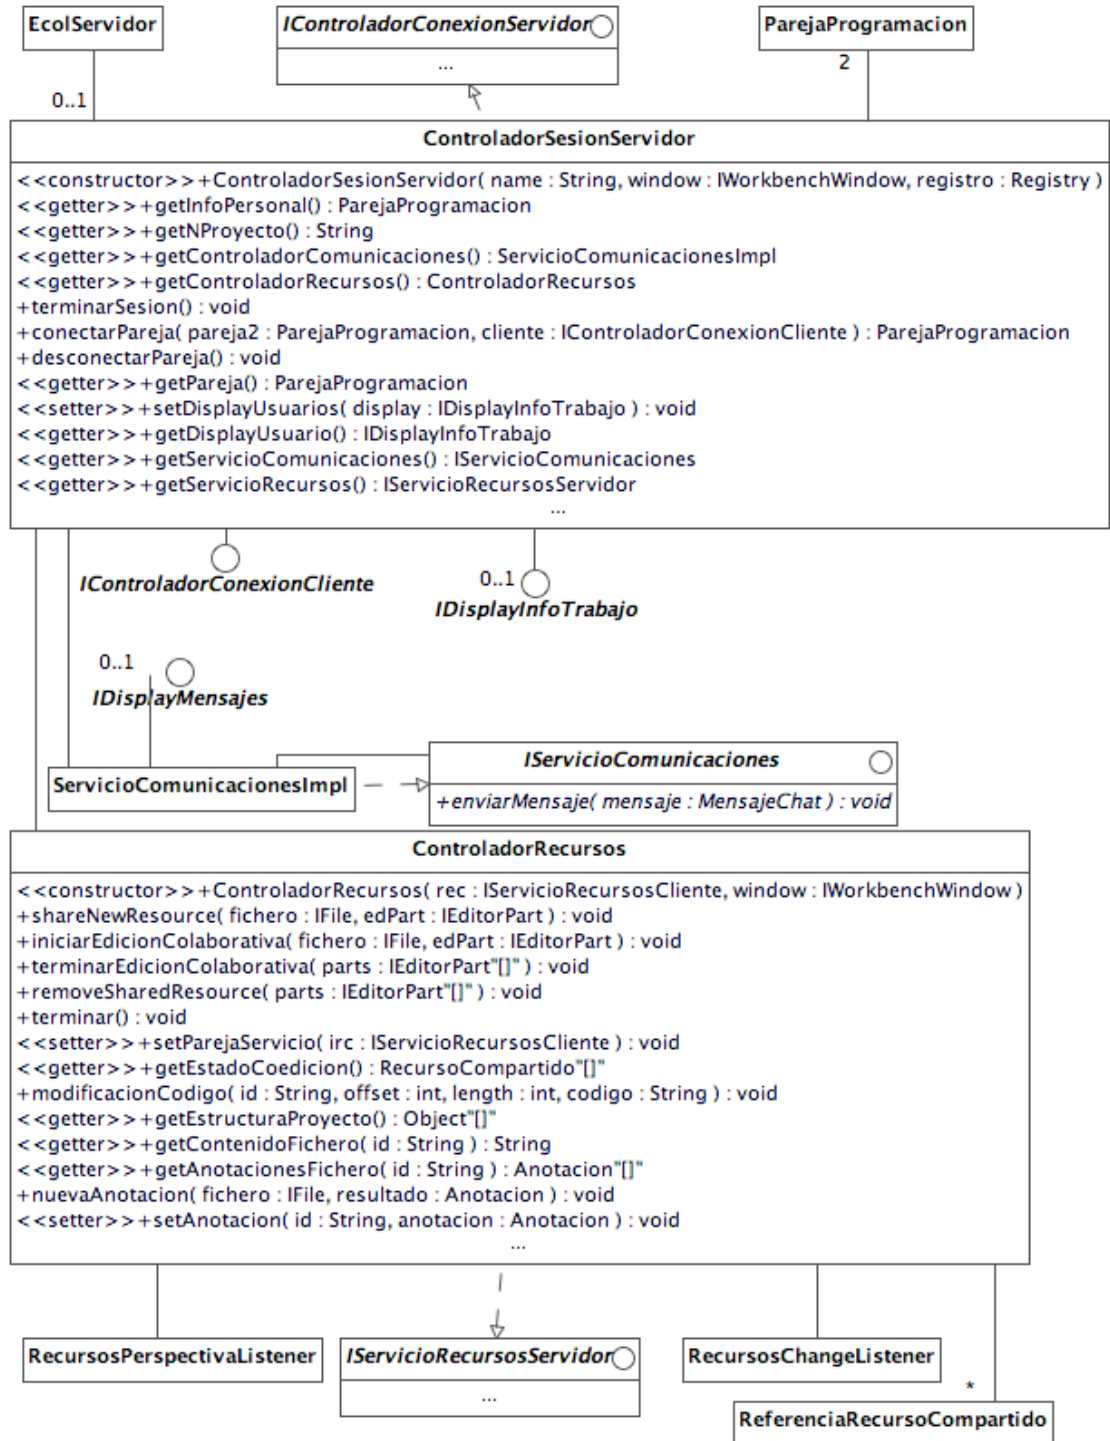 EcolServidor
IControladorConexionServidor
ParejaProgramacion
...
2
0..1
ControladorSesionServidor
<<constructor>>+ControladorSesionServidor( name : String, window : IWorkbenchWindow, registro : Registry )
<<getter>>+getInfoPersonal() : ParejaProgramacion
<<getter>>+getNProyecto() : String
<<getter>>+getControladorComunicaciones() : ServicioComunicacionesImpl
<<getter>>+getControladorRecursos() : ControladorRecursos
+terminarSesion() : void
+conectarPareja( pareja2 : ParejaProgramacion, cliente : IControladorConexionCliente ) : ParejaProgramacion
+desconectarPareja() : void
<<getter>>+getPareja() : ParejaProgramacion
<<setter>>+setDisplayUsuarios( display : IDisplayInfoTrabajo ) : void
<<getter>>+getDisplayUsuario() : IDisplayInfoTrabajo
<<getter>>+getServicioComunicaciones() : IServicioComunicaciones
<<getter>>+getServicioRecursos() : IServicioRecursosServidor
...
IControladorConexionCliente
0..1
IDisplayInfoTrabajo
0..1
IDisplayMensajes
IServicioComunicaciones
ServicioComunicacionesImpl
+enviarMensaje( mensaje : MensajeChat ) : void
ControladorRecursos
<<constructor>>+ControladorRecursos( rec : IServicioRecursosCliente, window : IWorkbenchWindow )
+shareNewResource( fichero : IFile, edPart : IEditorPart ) : void
+iniciarEdicionColaborativa( fichero : IFile, edPart : IEditorPart ) : void
+terminarEdicionColaborativa( parts : IEditorPart"[]" ) : void
+removeSharedResource( parts : IEditorPart"[]" ) : void
+terminar() : void
<<setter>>+setParejaServicio( irc : IServicioRecursosCliente ) : void
<<getter>>+getEstadoCoedicion() : RecursoCompartido"[]"
+modificacionCodigo( id : String, offset : int, length : int, codigo : String ) : void
<<getter>>+getEstructuraProyecto() : Object"[]"
<<getter>>+getContenidoFichero( id : String ) : String
<<getter>>+getAnotacionesFichero( id : String ) : Anotacion"[]"
+nuevaAnotacion( fichero : IFile, resultado : Anotacion ) : void
<<setter>>+setAnotacion( id : String, anotacion : Anotacion ) : void
...
RecursosPerspectivaListener
IServicioRecursosServidor
RecursosChangeListener
...
*
ReferenciaRecursoCompartido